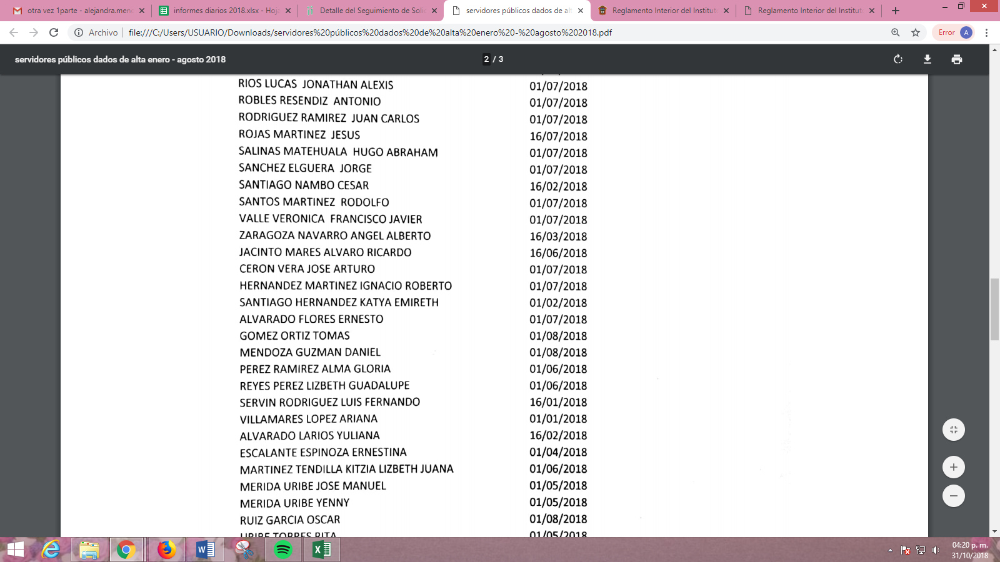 otra vez 1parte - alejandra.men
informes diarios 2018.xlsx - Hoj
Detalle del Seguimiento de Soli
servidores públicos dados de al
Reglamento Interior del Institut
Reglamento Interior del Institut
Archivo
file:///C:/Users/USUARIO/Downloads/servidores%20públicos%20dados%20de%20alta%20enero%20-%20agosto%202018.pdf
Error A
servidores públicos dados de alta enero - agosto 2018
2 / 3
RIOS LUCAS JONATHAN ALEXIS 01/07/2018
ROBLES RESENDIZ ANTONIO 01/07/2018
RODRIGUEZ RAMIREZ JUAN CARLOS 01/07/2018
ROJAS MARTINEZ JESUS 16/07/2018
SALINAS MATEHUALA HUGO ABRAHAM 01/07/2018
SANCHEZ ELGUERA JORGE 01/07/2018
SANTIAGO NAMBO CESAR 16/02/2018
SANTOS MARTINEZ RODOLFO 01/07/2018
VALLE VERONICA FRANCISCO JAVIER 01/07/2018
ZARAGOZA NAVARRO ANGEL ALBERTO 16/03/2018
JACINTO MARES ALVARO RICARDO 16/06/2018
CERON VERA JOSE ARTURO 01/07/2018
HERNANDEZ MARTINEZ IGNACIO ROBERTO 01/07/2018
SANTIAGO HERNANDEZ KATYA EMIRETH 01/02/2018
ALVARADO FLORES ERNESTO 01/07/2018
GOMEZ ORTIZ TOMAS 01/08/2018
MENDOZA GUZMAN DANIEL 01/08/2018
PEREZ RAMIREZ ALMA GLORIA 01/06/2018
REYES PEREZ LIZBETH GUADALUPE 01/06/2018
SERVIN RODRIGUEZ LUIS FERNANDO 16/01/2018
VILLAMARES LOPEZ ARIANA 01/01/2018
ALVARADO LARIOS YULIANA 16/02/2018
ESCALANTE ESPINOZA ERNESTINA 01/04/2018
MARTINEZ TENDILLA KITZIA LIZBETH JUANA 01/06/2018
MERIDA URIBE JOSE MANUEL 01/05/2018
MERIDA URIBE YENNY 01/05/2018
RUIZ GARCIA OSCAR 01/08/2018
URIBE TORRES RITA 01/05/2018
04:20 p. m.
31/10/2018